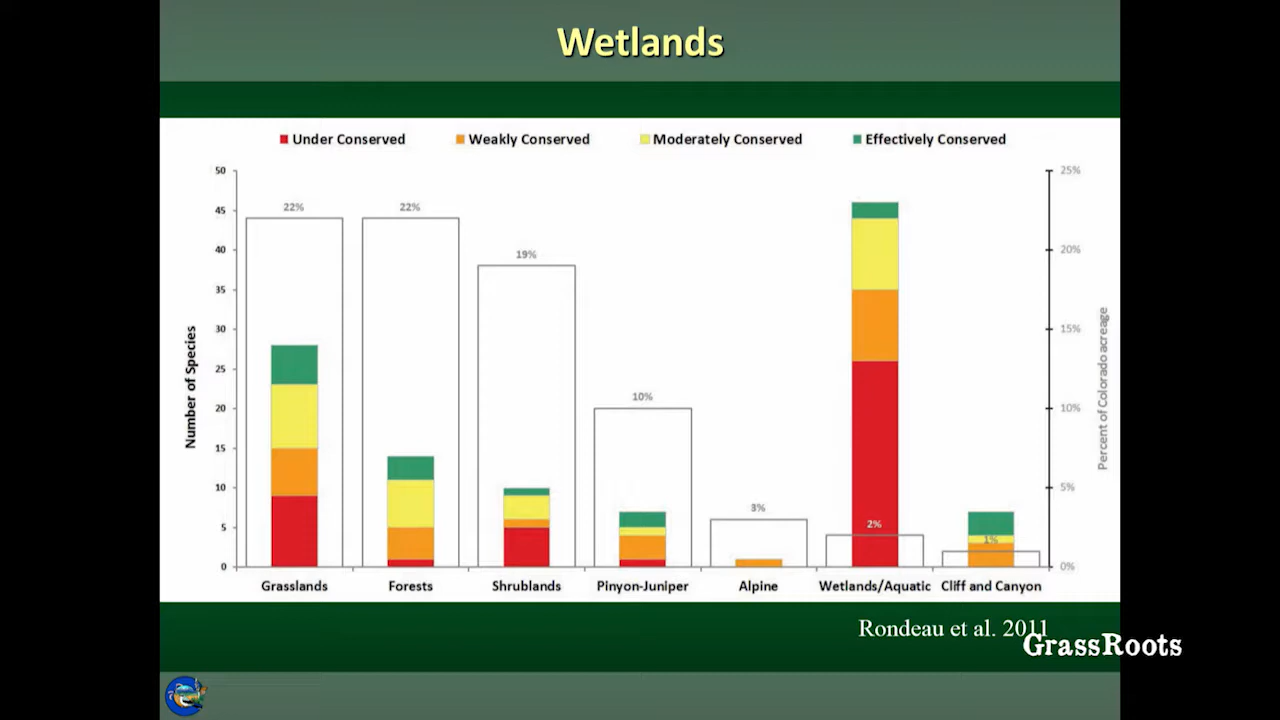 Wetlands
Under Conserved Weakly Conserved Moderately Conserved Effectively Conserved
50 25%
45
40 20%
35
30 15%
25
20 10%
15
10 5%
5
0 0%
Number of Species
Percent of Colorado acreage
22% 22% 19% 10% 3% 2% 1%
Grasslands Forests Shrublands Pinyon-Juniper Alpine Wetlands/Aquatic Cliff and Canyon
Rondeau et al. 2011
GrassRoots